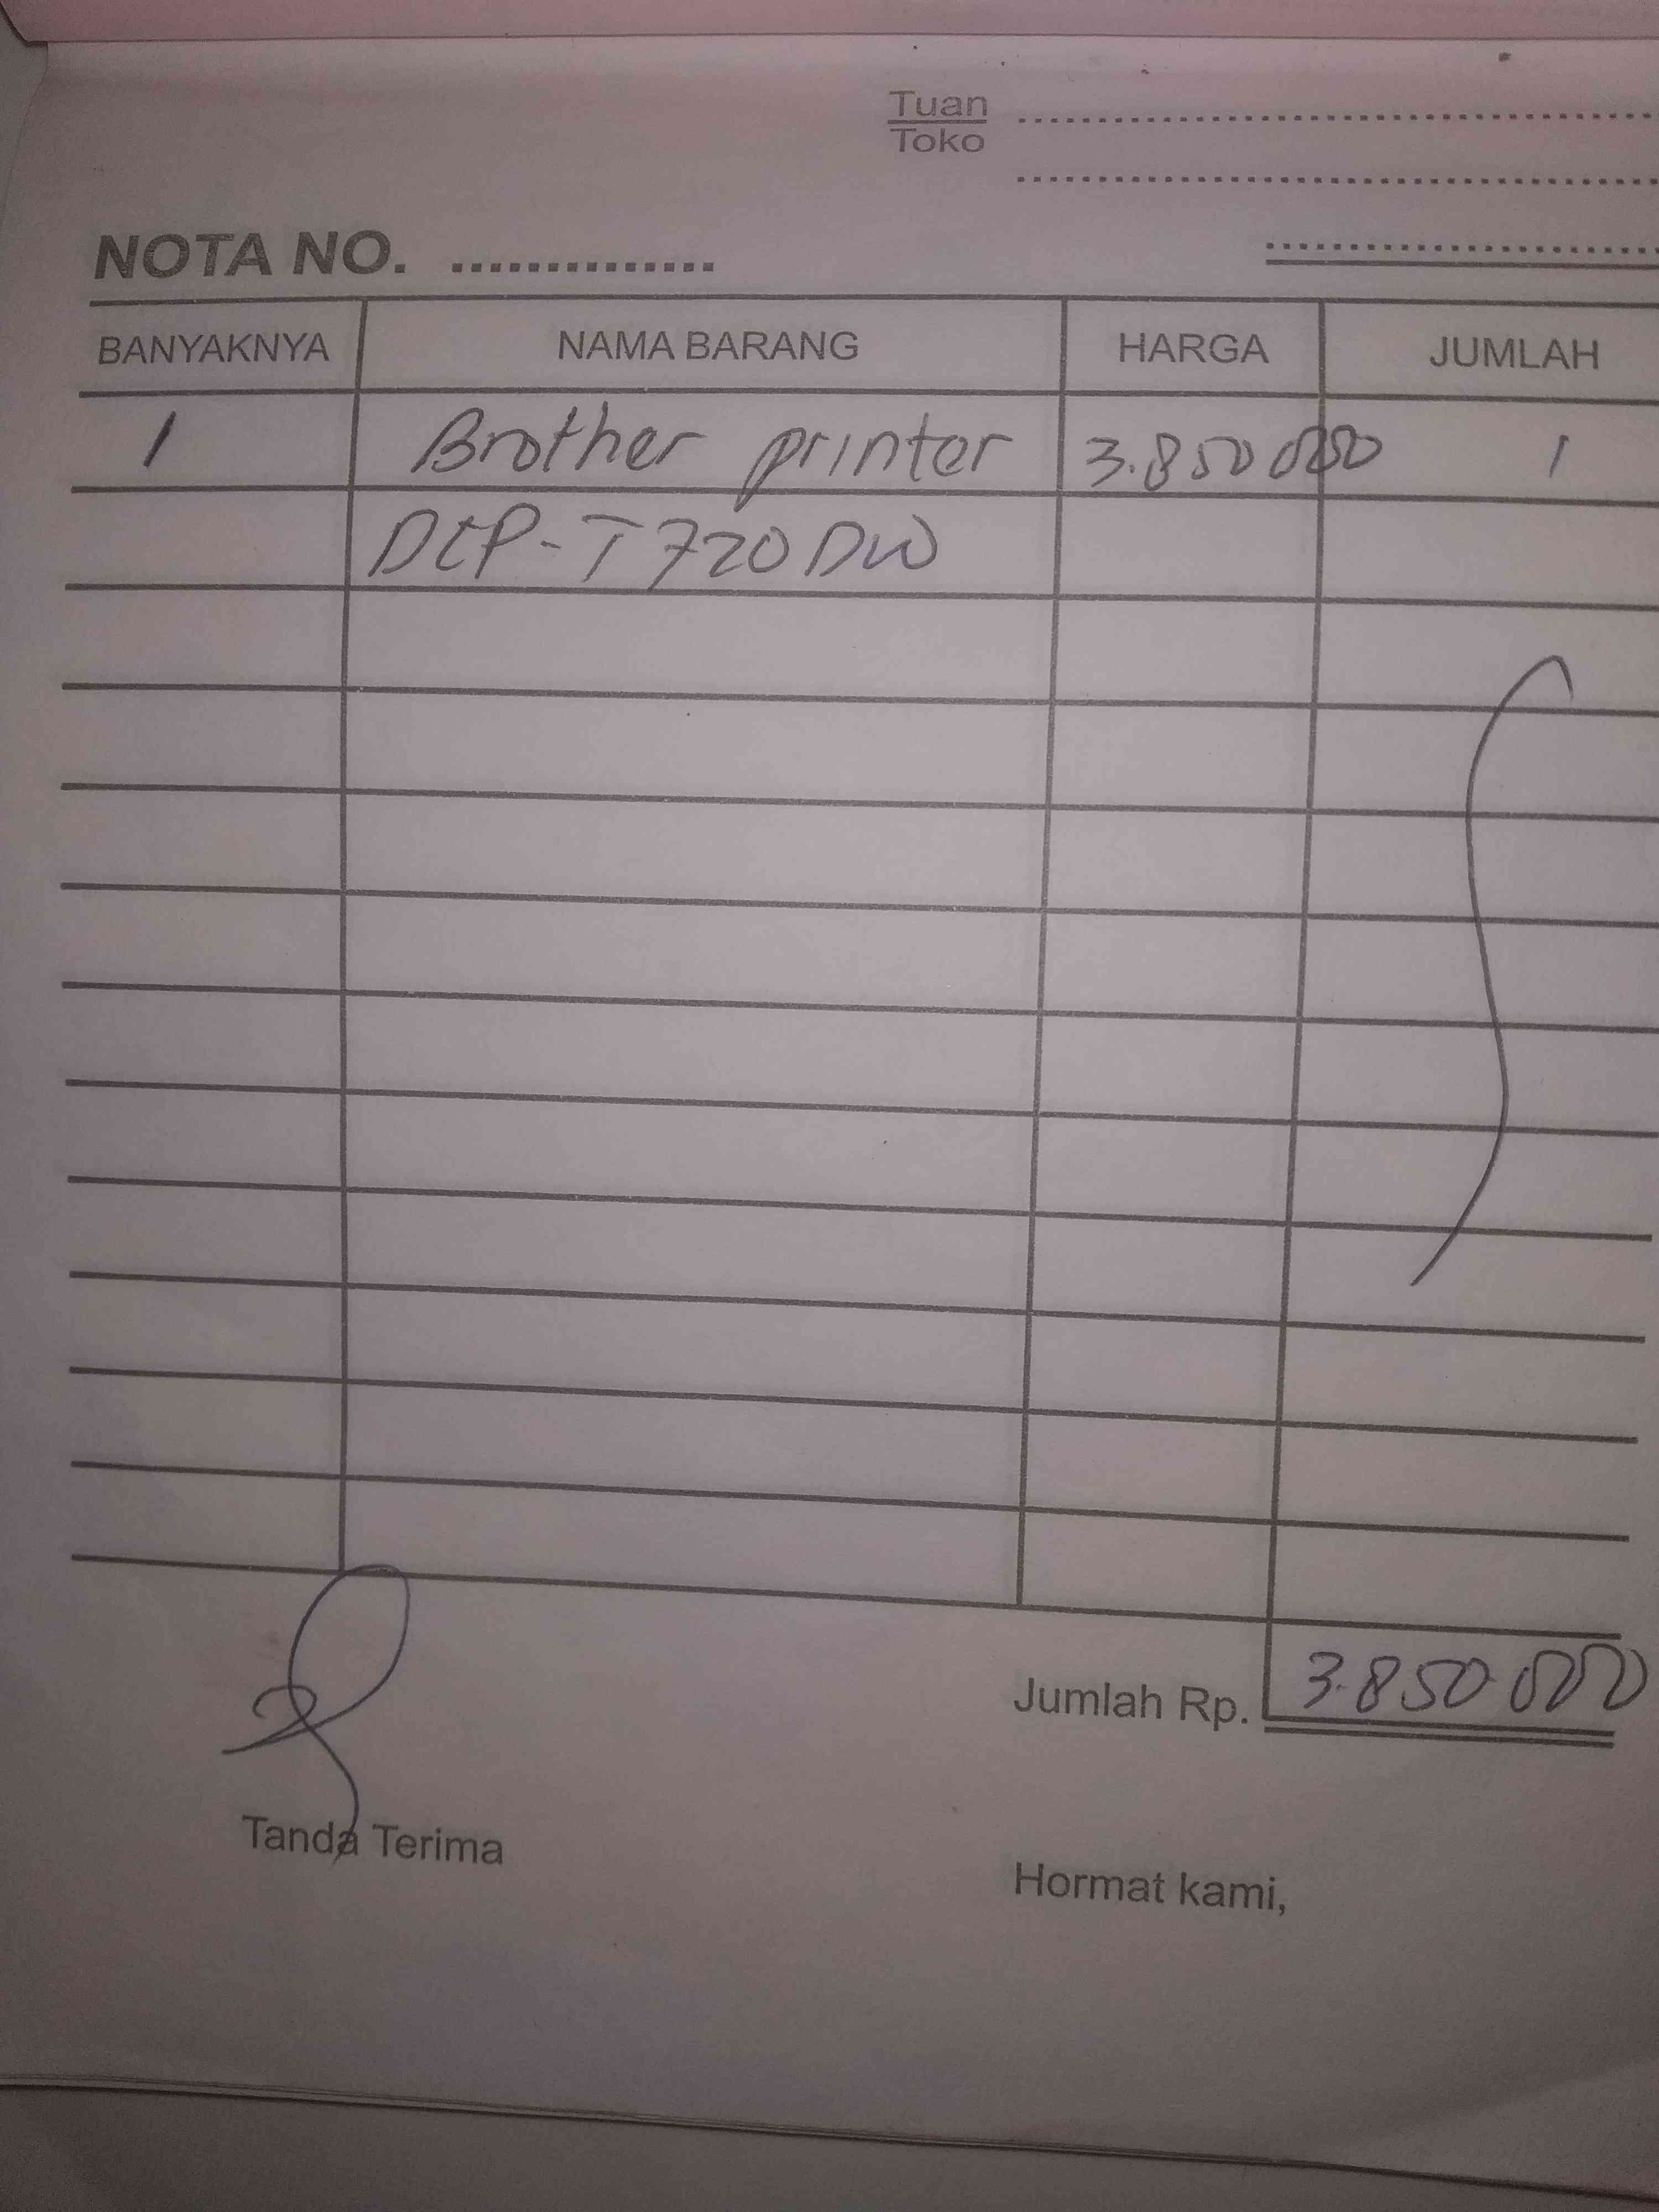 Tuan
Toko
NOTA NO. ..............
BANYAKNYA NAMA BARANG HARGA JUMLAH
1 Brother printer 3.850 000 1
DCP-T720DW
Jumlah Rp. 3.850.000
Tanda Terima
Hormat kami,